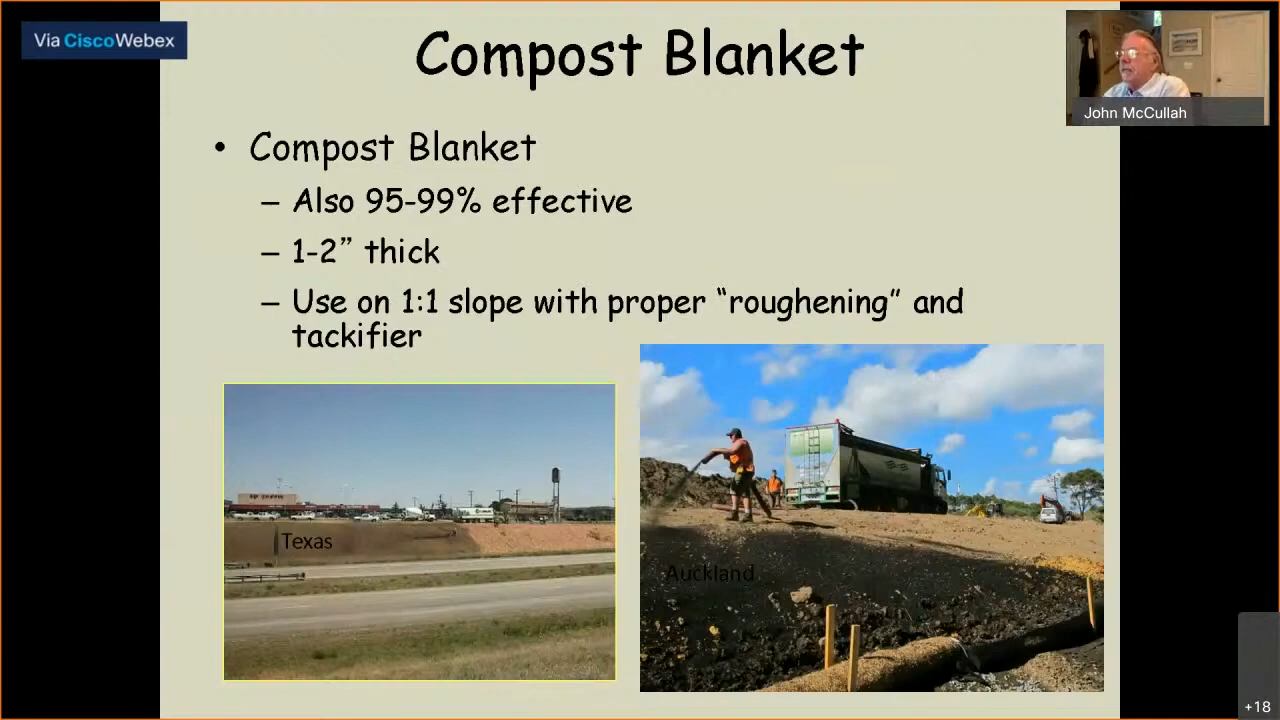 Via CiscoWebex
Compost Blanket
John McCullah
• Compost Blanket
– Also 95-99% effective
– 1-2” thick
– Use on 1:1 slope with proper “roughening” and
tackifier
Texas
Auckland
+18